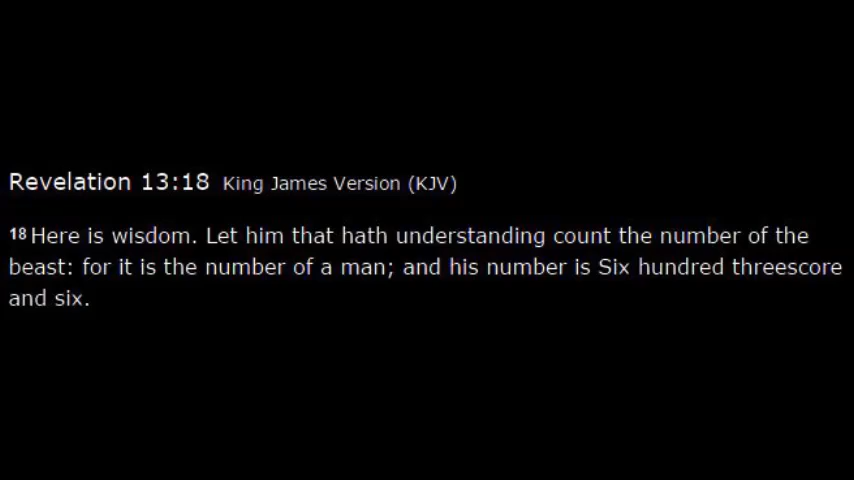 Revelation 13:18 King James Version (KJV)
18 Here is wisdom. Let him that hath understanding count the number of the
beast: for it is the number of a man; and his number is Six hundred threescore
and six.